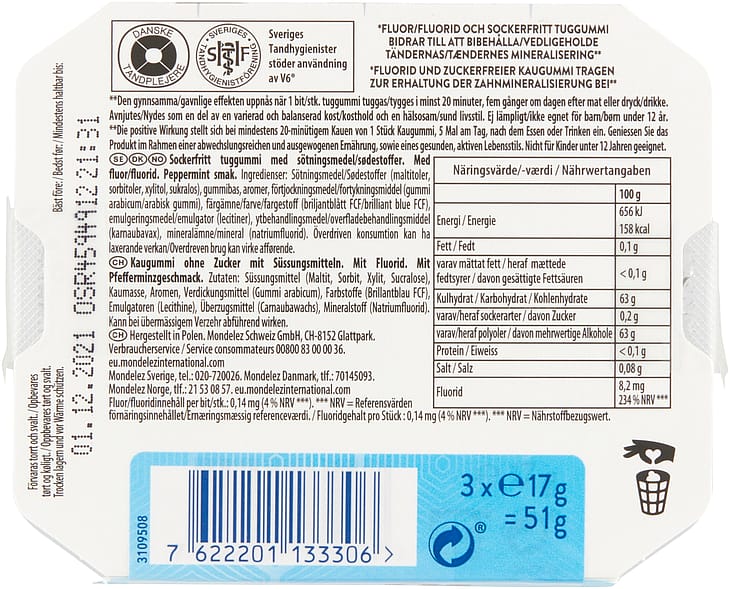 DANSKE
TANDPLEJERE
SVERIGES
TANDHYGIENISTFÖRENING
S F
Sveriges
Tandhygienister
stöder användning
av V6®
*FLUOR/FLUORID OCH SOCKERFRITT TUGGUMMI
BIDRAR TILL ATT BIBEHÅLLA/VEDLIGEHOLDE
TÄNDERNAS/TÆNDERNES MINERALISERING**
*FLUORID UND ZUCKERFREIER KAUGUMMI TRAGEN
ZUR ERHALTUNG DER ZAHNMINERALISIERUNG BEI**
**Den gynnsamma/gavnlige effekten uppnås när 1 bit/stk. tuggummi tuggas/tygges i minst 20 minuter, fem gånger om dagen efter mat eller dryck/drikke.
Avnjutes/Nydes som en del av en varierad och balanserad kost/kosthold och en hälsosam/sund livsstil. Ej lämpligt/ikke egnet för barn/børn under 12 år.
**Die positive Wirkung stellt sich bei mindestens 20-minütigem Kauen von 1 Stück Kaugummi, 5 Mal am Tag, nach dem Essen oder Trinken ein. Geniessen Sie das
Produkt im Rahmen einer abwechslungsreichen und ausgewogenen Ernährung, sowie eines gesunden, aktiven Lebensstils. Nicht für Kinder unter 12 Jahren geeignet.
SE DK NO Sockerfritt tuggummi med sötningsmedel/sødestoffer. Med
fluor/fluorid. Peppermint smak. Ingredienser: Sötningsmedel/Sødestoffer (maltitoler,
sorbitoler, xylitol, sukralos), gummibas, aromer, förtjockningsmedel/fortykningsmiddel (gummi
arabicum/arabisk gummi), färgämne/farve/fargestoff (briljantblått FCF/brilliant blue FCF),
emulgeringsmedel/emulgator (lecitiner), ytbehandlingsmedel/overfladebehandlingsmiddel
(karnaubavax), mineralämne/mineral (natriumfluorid). Överdriven konsumtion kan ha
laxerande verkan/Overdreven brug kan virke afførende.
CH Kaugummi ohne Zucker mit Süssungsmitteln. Mit Fluorid. Mit
Pfefferminzgeschmack. Zutaten: Süssungsmittel (Maltit, Sorbit, Xylit, Sucralose),
Kaumasse, Aromen, Verdickungsmittel (Gummi arabicum), Farbstoffe (Brillantblau FCF),
Emulgatoren (Lecithine), Überzugsmittel (Carnaubawachs), Mineralstoff (Natriumfluorid).
Kann bei übermässigem Verzehr abführend wirken.
CH Hergestellt in Polen. Mondelez Schweiz GmbH, CH-8152 Glattpark.
Verbraucherservice / Service consommateurs 00800 83 00 00 36.
eu.mondelezinternational.com
Mondelez Sverige, tel.: 020-720026. Mondelez Danmark, tlf.: 70145093.
Mondelez Norge, tlf.: 21 53 08 57. eu.mondelezinternational.com
Fluor/fluoridinnehåll per bit/stk.: 0,14 mg (4 % NRV ***). *** NRV = Referensvärden
förnäringsinnehållet/Ernæringsmæssig referenceværdi. / Fluoridgehalt pro Stück : 0,14 mg (4 % NRV ***). *** NRV = Nährstoffbezugswert.
Näringsvärde/-værdi / Nährwertangaben
100 g
Energi / Energie 656 kJ
158 kcal
Fett / Fedt 0,1 g
varav mättat fett / heraf mættede
fedtsyrer / davon gesättigte Fettsäuren < 0,1 g
Kulhydrat / Karbohydrat / Kohlenhydrate 63 g
varav/heraf sockerarter / davon Zucker 0,2 g
varav/heraf polyoler / davon mehrwertige Alkohole 63 g
Protein / Eiweiss < 0,1 g
Salt / Salz 0,08 g
Fluorid 8,2 mg
234 % NRV ***
Bäst före: / Bedst før: / Mindestens haltbar bis:
01.12.2021 OSR459491221:31
Förvaras torrt och svalt. / Opbevares
tørt og køligt. / Oppbevares tørt og svalt.
Trocken lagern und vor Wärme schützen.
3109508
7 622201 133306 >
3 x e 17 g
= 51 g
®